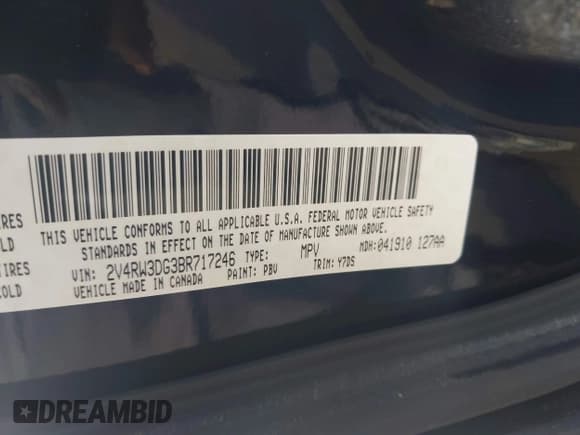 IRES
OLD
IRES
COLD
THIS VEHICLE CONFORMS TO ALL APPLICABLE U.S.A. FEDERAL MOTOR VEHICLE SAFETY
STANDARDS IN EFFECT ON THE DATE OF MANUFACTURE SHOWN ABOVE.
VIN: 2V4RW3DG3BR717246 TYPE: MPV MDH: 041910 127AA
VEHICLE MADE IN CANADA PAINT: PBV TRIM: Y7DS
DREAMBID